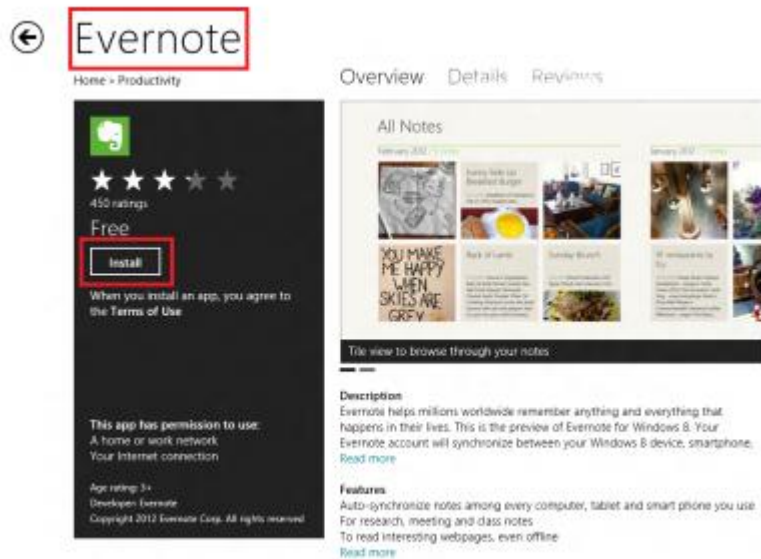 Evernote
Home > Productivity
Overview Details Reviews
All Notes
450 ratings
Free
Install
When you install an app, you agree to
the Terms of Use
YOU MAKE
ME HAPPY
WHEN
SKIES ARE
GREY
Rack of Lamb
Sunday Brunch
Tile view to browse through your notes
This app has permission to use:
A home or work network
Your Internet connection
Age rating: 3+
Developer: Evernote
Copyright 2012 Evernote Corp. All rights reserved
Description
Evernote helps millions worldwide remember anything and everything that
happens in their lives. This is the preview of Evernote for Windows 8. Your
Evernote account will synchronize between your Windows 8 device, smartphone,
Read more
Features
Auto-synchronize notes among every computer, tablet and smart phone you use
For research, meeting and class notes
To read interesting webpages, even offline
Read more